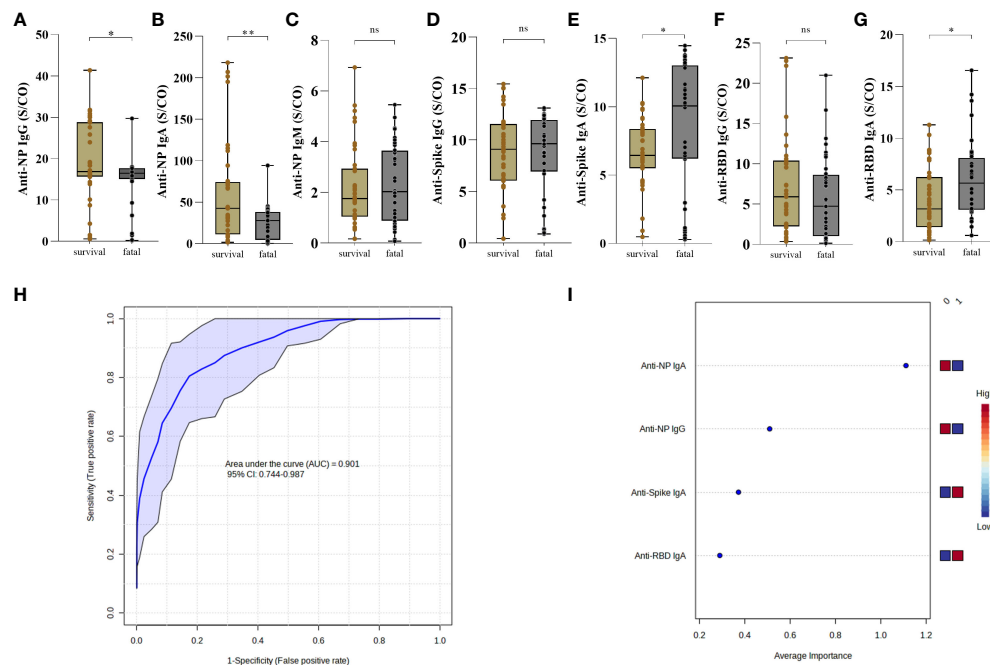 A
Anti-NP IgG (S/CO)
50
40
30
20
10
0
*
survival fatal
B
Anti-NP IgA (S/CO)
250
200
150
100
50
0
**
survival fatal
C
Anti-NP IgM (S/CO)
8
6
4
2
0
ns
survival fatal
D
Anti-Spike IgG (S/CO)
20
15
10
5
0
ns
survival fatal
E
Anti-Spike IgA (S/CO)
15
10
5
0
*
survival fatal
F
Anti-RBD IgG (S/CO)
25
20
15
10
5
0
ns
survival fatal
G
Anti-RBD IgA (S/CO)
20
15
10
5
0
*
survival fatal
H
Sensitivity (True positive rate)
1.0
0.8
0.6
0.4
0.2
0.0
Area under the curve (AUC) = 0.901
95% CI: 0.744-0.987
0.0 0.2 0.4 0.6 0.8 1.0
1-Specificity (False positive rate)
I
0 1
Anti-NP IgA
Anti-NP IgG
Anti-Spike IgA
Anti-RBD IgA
Hig
Low
0.2 0.4 0.6 0.8 1.0 1.2
Average Importance